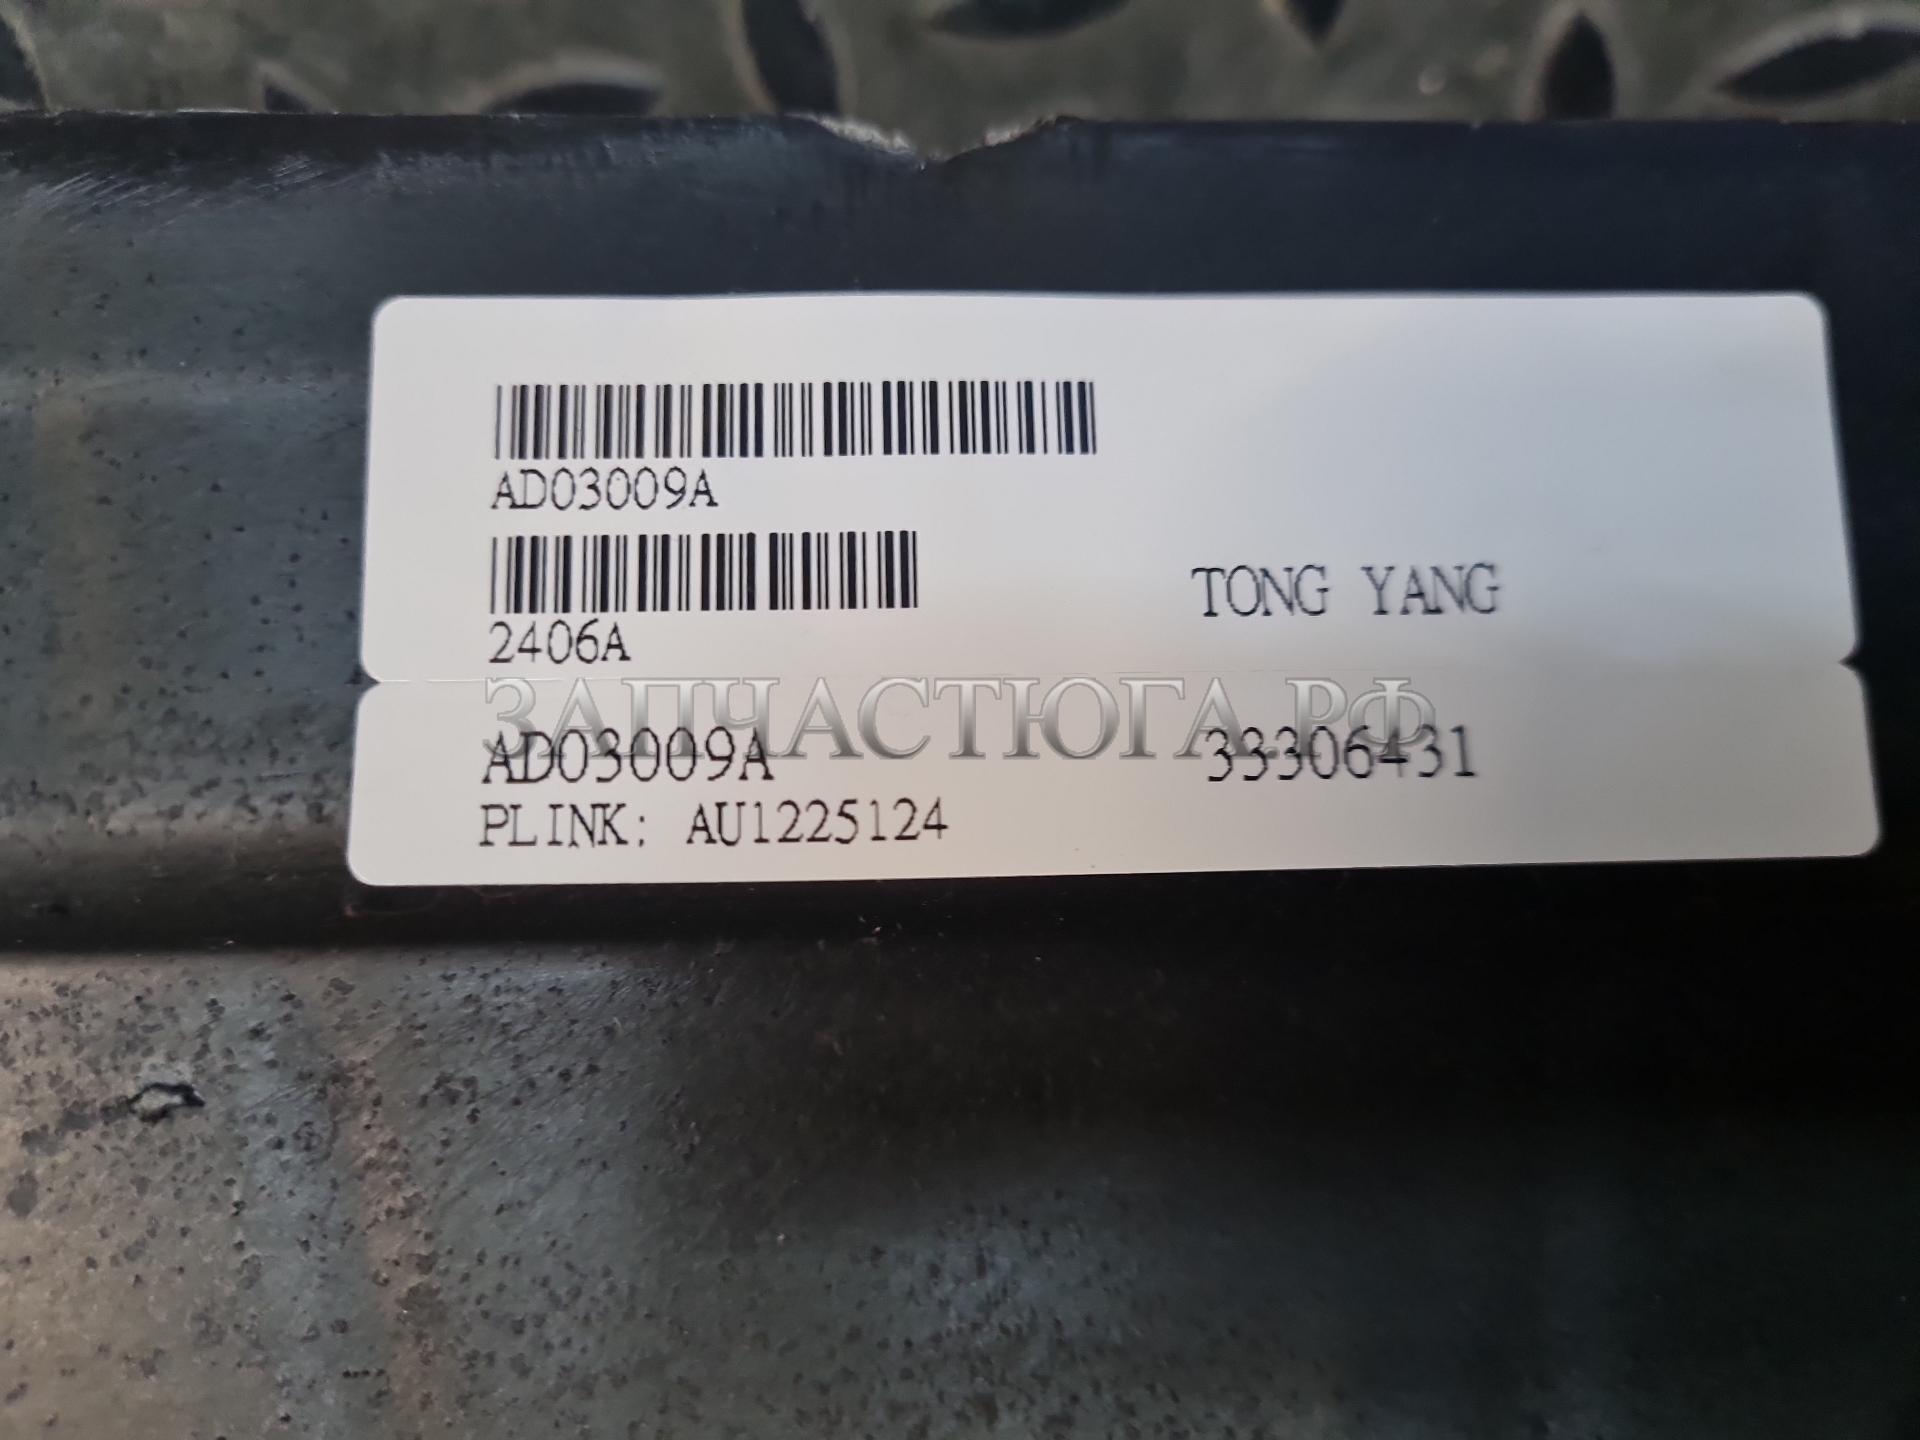 AD03009A
2406A
TONG YANG
ЗАПЧАСТЮГА.РФ
AD03009A 33306431
PLINK: AU1225124